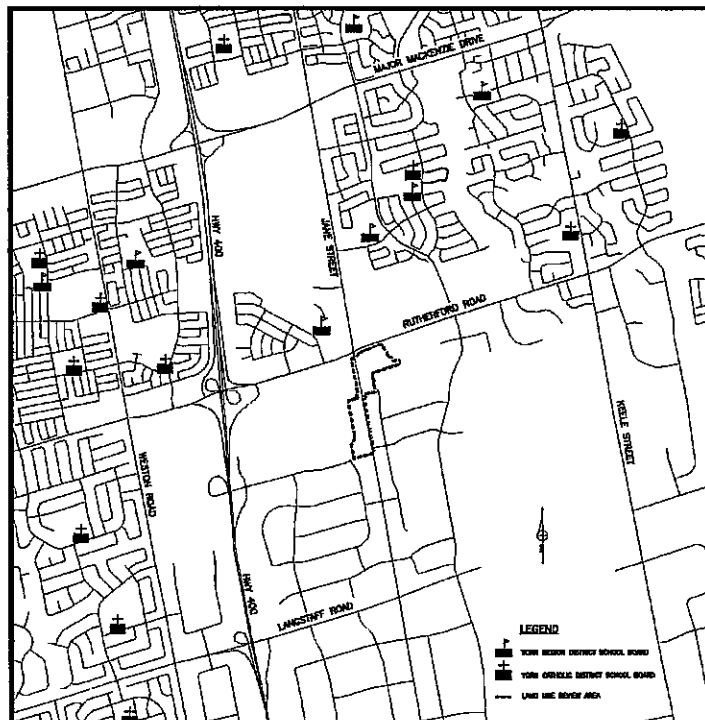 MAJOR MACKENZIE DRIVE
HWY 400
JANE STREET
RUTHERFORD ROAD
KEELE STREET
WESTON ROAD
HWY 400
LANGSTAFF ROAD
LEGEND
YORK REGION DISTRICT SCHOOL BOARD
YORK CATHOLIC DISTRICT SCHOOL BOARD
LAND USE REVIEW AREA